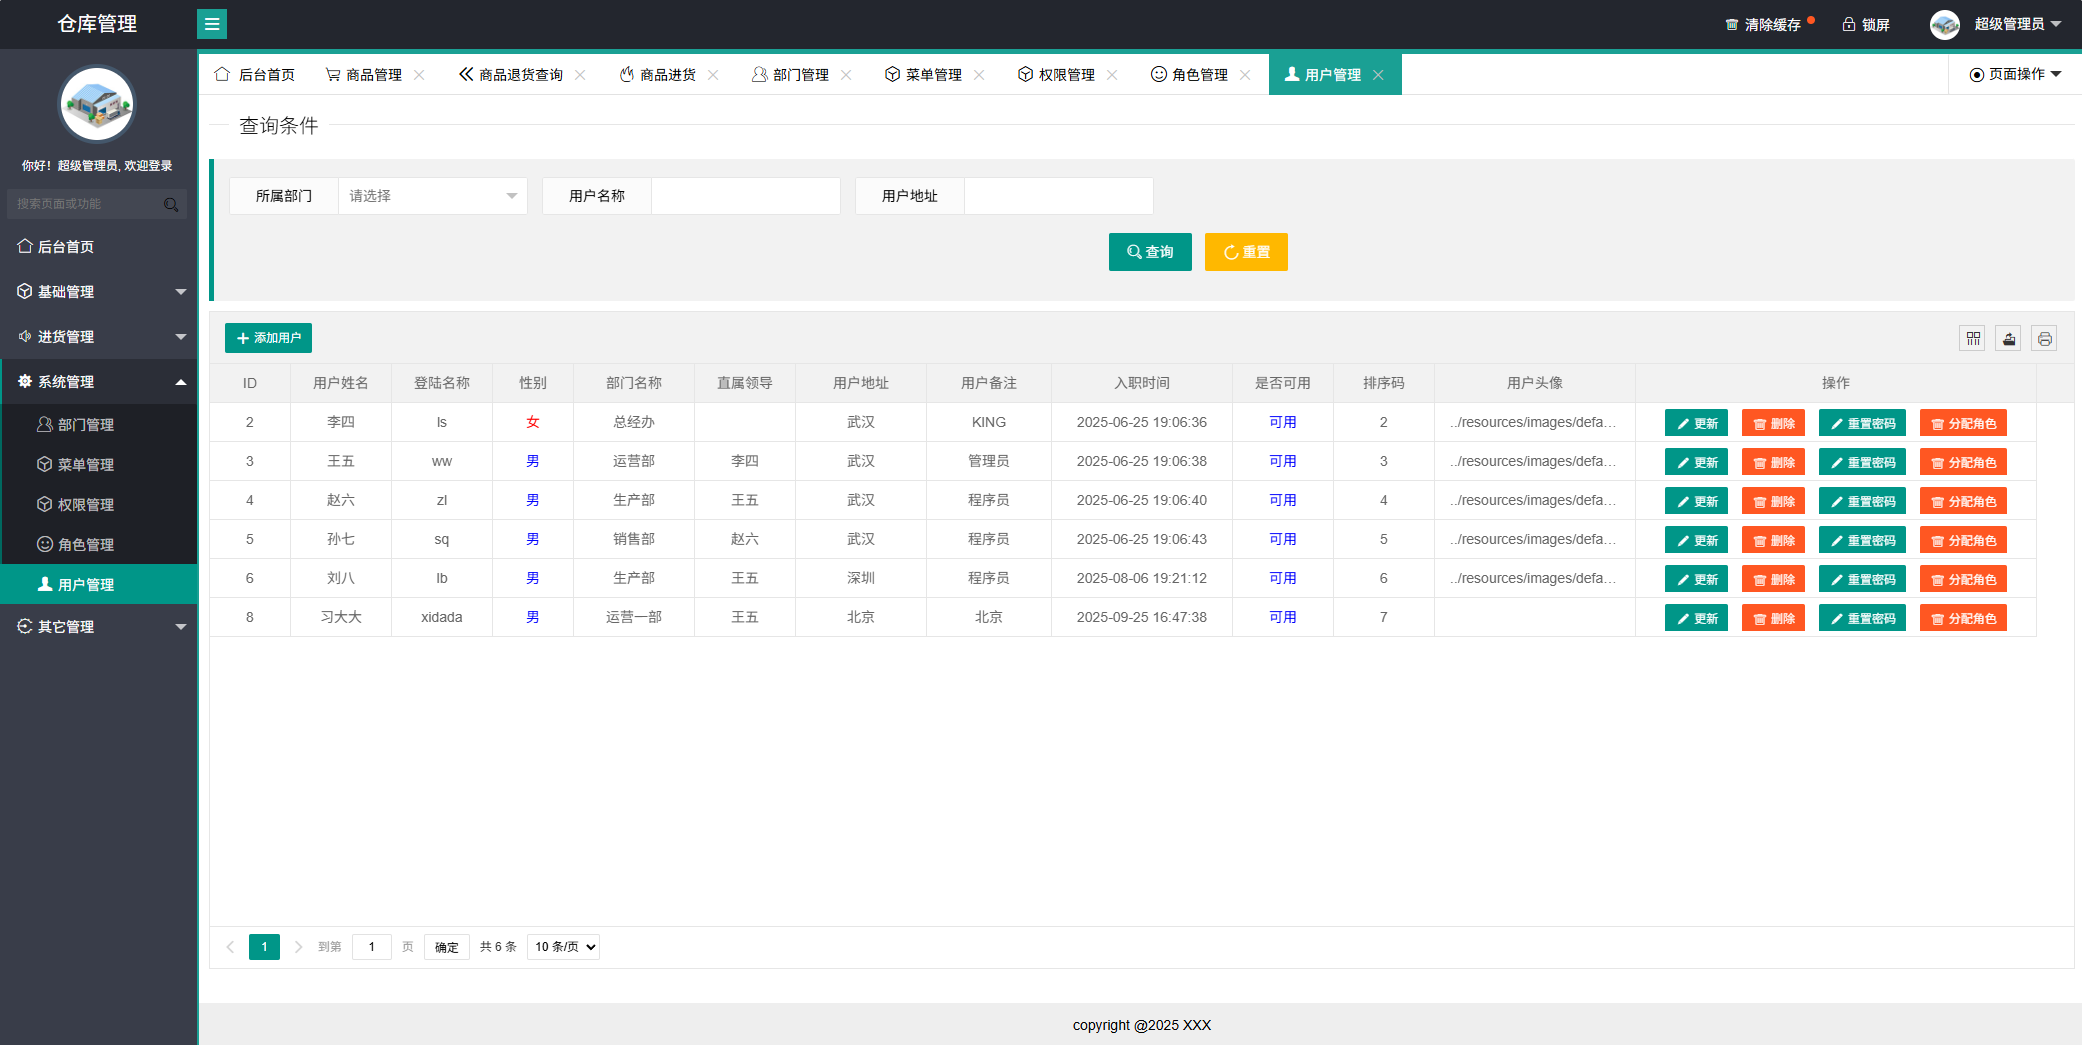 仓库管理
清除缓存
锁屏
超级管理员
后台首页
商品管理
商品退货查询
商品进货
部门管理
菜单管理
权限管理
角色管理
用户管理
页面操作
你好！超级管理员, 欢迎登录
搜索页面或功能
后台首页
基础管理
进货管理
系统管理
部门管理
菜单管理
权限管理
角色管理
用户管理
其它管理
查询条件
所属部门 请选择 用户名称 用户地址
查询 重置
添加用户
ID 用户姓名 登陆名称 性别 部门名称 直属领导 用户地址 用户备注 入职时间 是否可用 排序码 用户头像 操作
2 李四 ls 女 总经办 武汉 KING 2025-06-25 19:06:36 可用 2 ../resources/images/defa... 更新 删除 重置密码 分配角色
3 王五 ww 男 运营部 李四 武汉 管理员 2025-06-25 19:06:38 可用 3 ../resources/images/defa... 更新 删除 重置密码 分配角色
4 赵六 zl 男 生产部 王五 武汉 程序员 2025-06-25 19:06:40 可用 4 ../resources/images/defa... 更新 删除 重置密码 分配角色
5 孙七 sq 男 销售部 赵六 武汉 程序员 2025-06-25 19:06:43 可用 5 ../resources/images/defa... 更新 删除 重置密码 分配角色
6 刘八 lb 男 生产部 王五 深圳 程序员 2025-08-06 19:21:12 可用 6 ../resources/images/defa... 更新 删除 重置密码 分配角色
8 习大大 xidada 男 运营一部 王五 北京 北京 2025-09-25 16:47:38 可用 7 更新 删除 重置密码 分配角色
1 到第 1 页 确定 共 6 条 10 条/页
copyright @2025 XXX